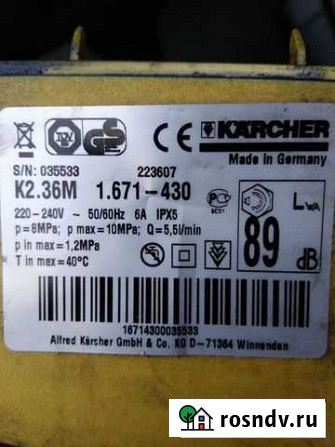 KÄRCHER
Made in Germany
S/N: 035533 223607
K2.36M 1.671-430
220-240V ~ 50/60Hz 6A IPX5
p=8MPa; p max=10MPa; Q=5,5l/min
p in max=1,2MPa
T in max=40°C
LWA
89
dB
16714300035533
Alfred Kärcher GmbH & Co. KG D-71364 Winnenden
rosndv.ru